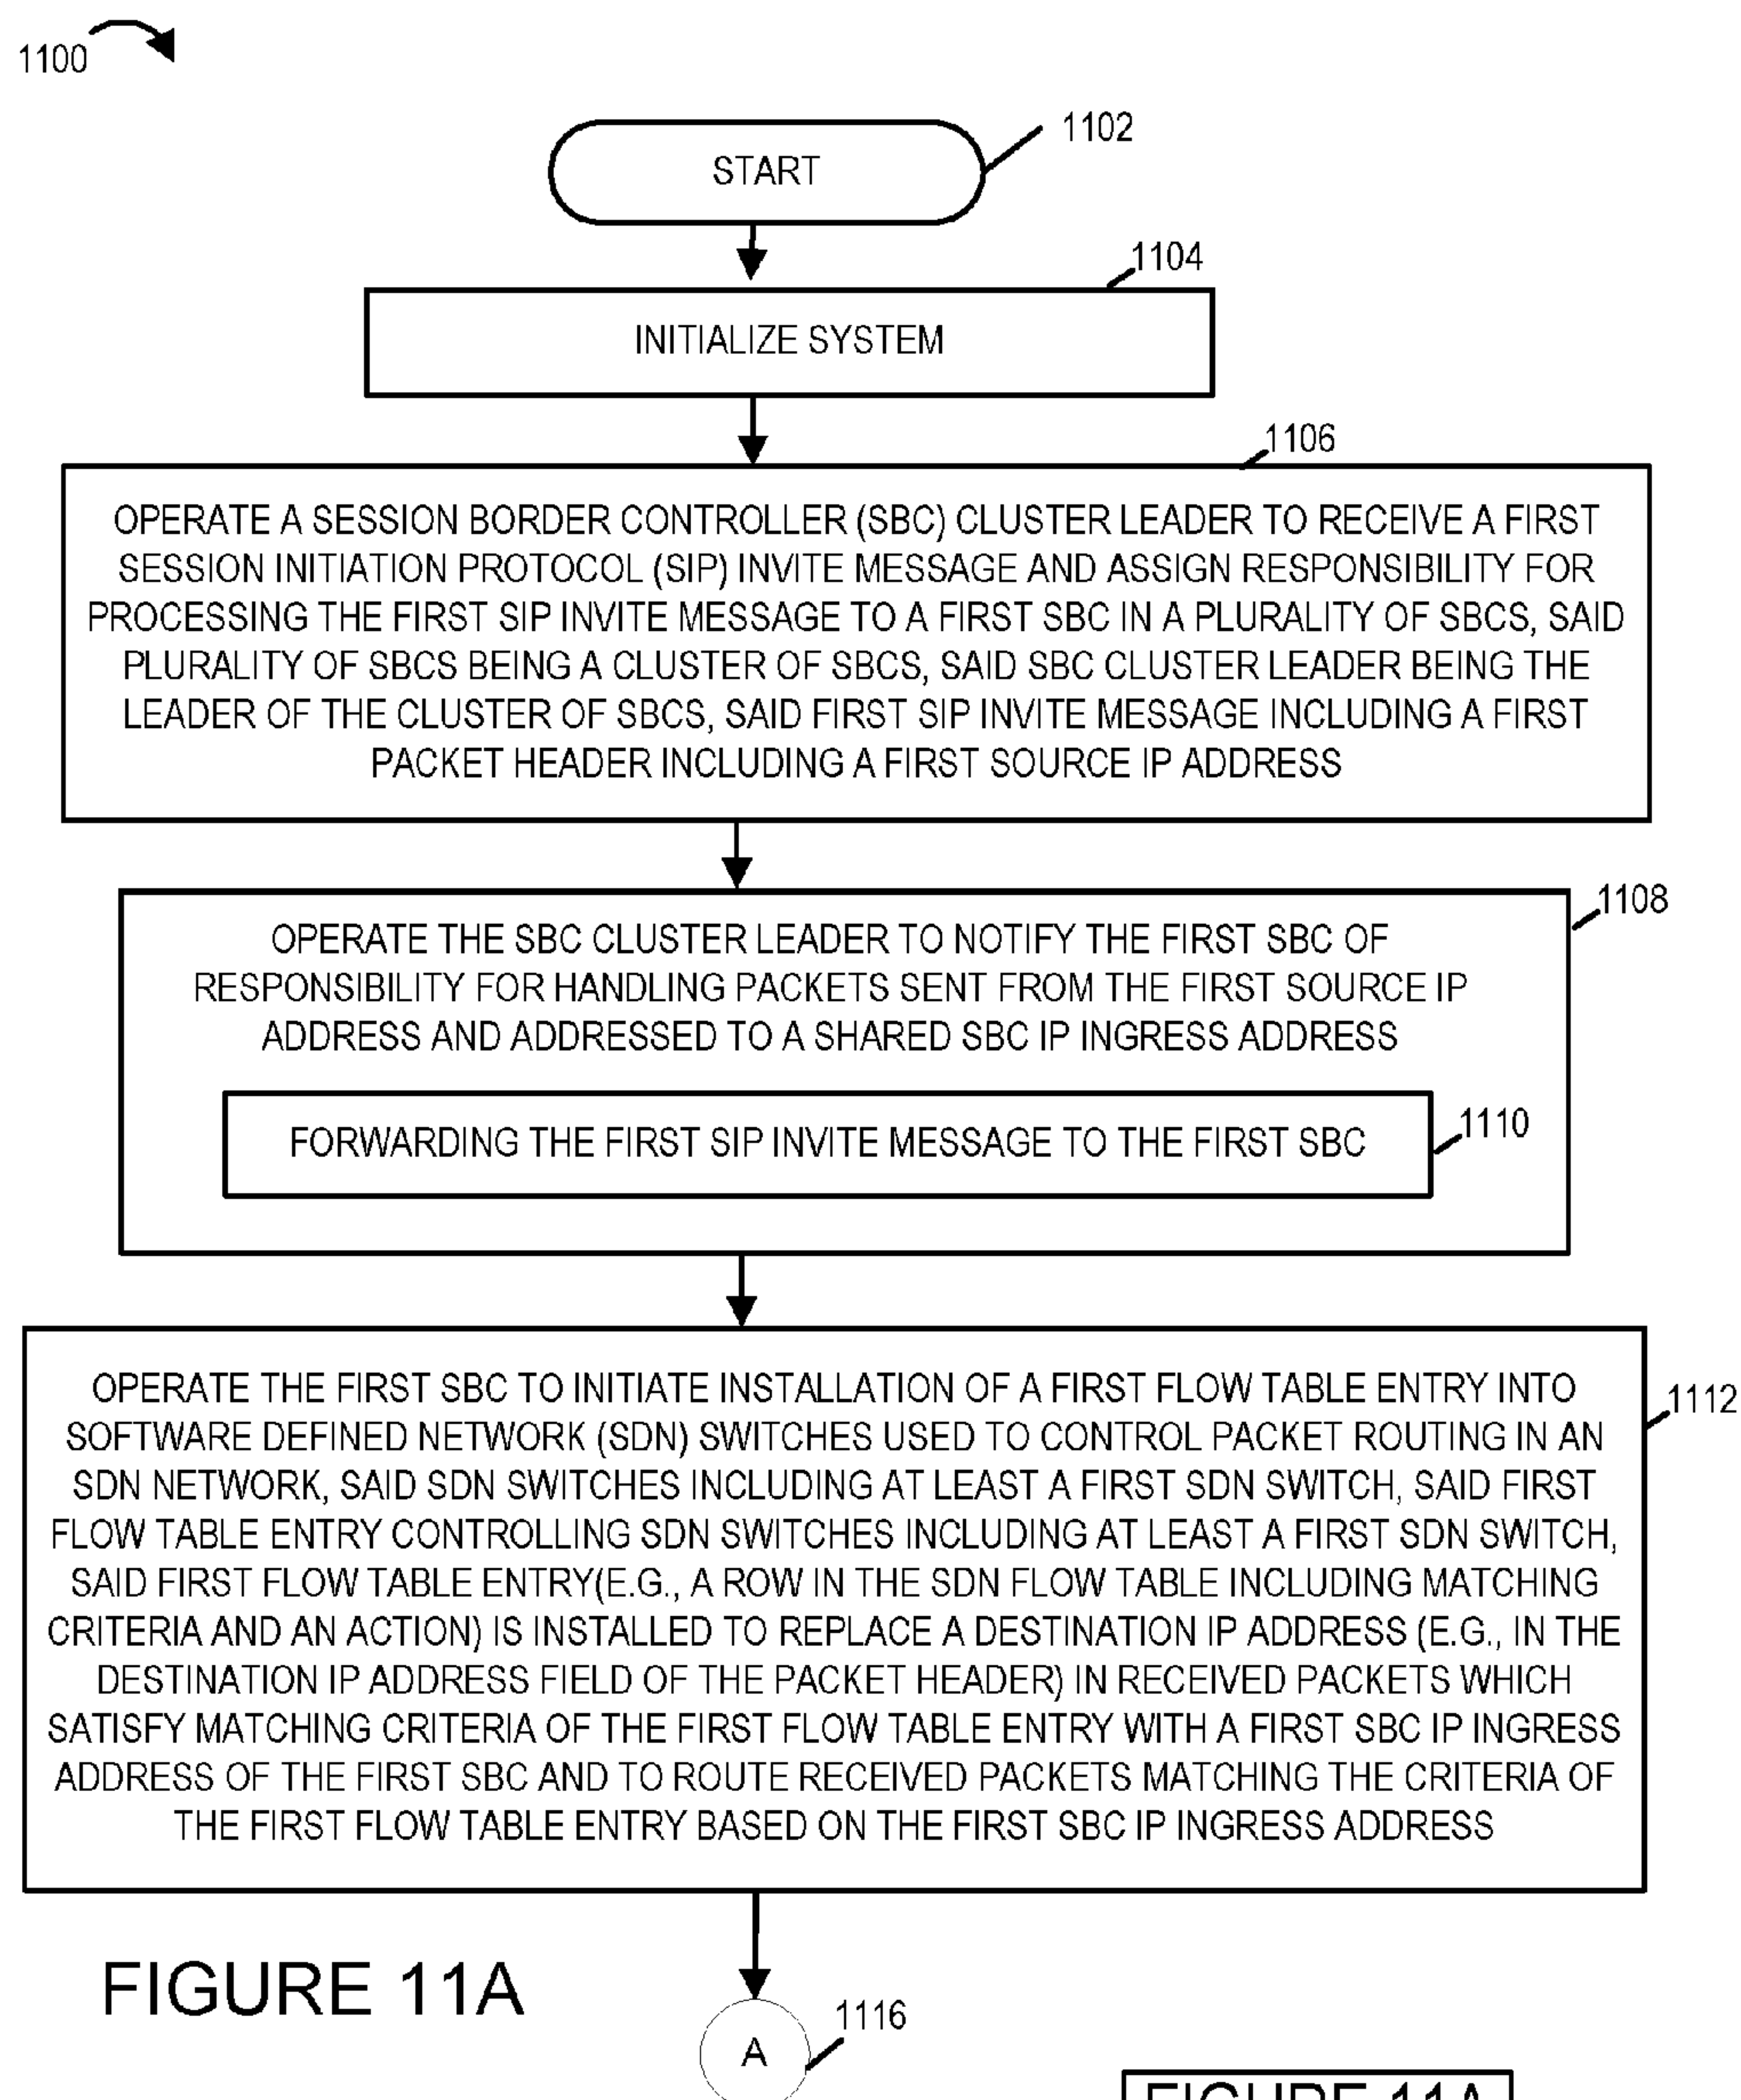 1100
1102
START
1104
INITIALIZE SYSTEM
1106
OPERATE A SESSION BORDER CONTROLLER (SBC) CLUSTER LEADER TO RECEIVE A FIRST
SESSION INITIATION PROTOCOL (SIP) INVITE MESSAGE AND ASSIGN RESPONSIBILITY FOR
PROCESSING THE FIRST SIP INVITE MESSAGE TO A FIRST SBC IN A PLURALITY OF SBCS, SAID
PLURALITY OF SBCS BEING A CLUSTER OF SBCS, SAID SBC CLUSTER LEADER BEING THE
LEADER OF THE CLUSTER OF SBCS, SAID FIRST SIP INVITE MESSAGE INCLUDING A FIRST
PACKET HEADER INCLUDING A FIRST SOURCE IP ADDRESS
1108
OPERATE THE SBC CLUSTER LEADER TO NOTIFY THE FIRST SBC OF
RESPONSIBILITY FOR HANDLING PACKETS SENT FROM THE FIRST SOURCE IP
ADDRESS AND ADDRESSED TO A SHARED SBC IP INGRESS ADDRESS
1110
FORWARDING THE FIRST SIP INVITE MESSAGE TO THE FIRST SBC
1112
OPERATE THE FIRST SBC TO INITIATE INSTALLATION OF A FIRST FLOW TABLE ENTRY INTO
SOFTWARE DEFINED NETWORK (SDN) SWITCHES USED TO CONTROL PACKET ROUTING IN AN
SDN NETWORK, SAID SDN SWITCHES INCLUDING AT LEAST A FIRST SDN SWITCH, SAID FIRST
FLOW TABLE ENTRY CONTROLLING SDN SWITCHES INCLUDING AT LEAST A FIRST SDN SWITCH,
SAID FIRST FLOW TABLE ENTRY(E.G., A ROW IN THE SDN FLOW TABLE INCLUDING MATCHING
CRITERIA AND AN ACTION) IS INSTALLED TO REPLACE A DESTINATION IP ADDRESS (E.G., IN THE
DESTINATION IP ADDRESS FIELD OF THE PACKET HEADER) IN RECEIVED PACKETS WHICH
SATISFY MATCHING CRITERIA OF THE FIRST FLOW TABLE ENTRY WITH A FIRST SBC IP INGRESS
ADDRESS OF THE FIRST SBC AND TO ROUTE RECEIVED PACKETS MATCHING THE CRITERIA OF
THE FIRST FLOW TABLE ENTRY BASED ON THE FIRST SBC IP INGRESS ADDRESS
FIGURE 11A
1116
A
FIGURE 11A